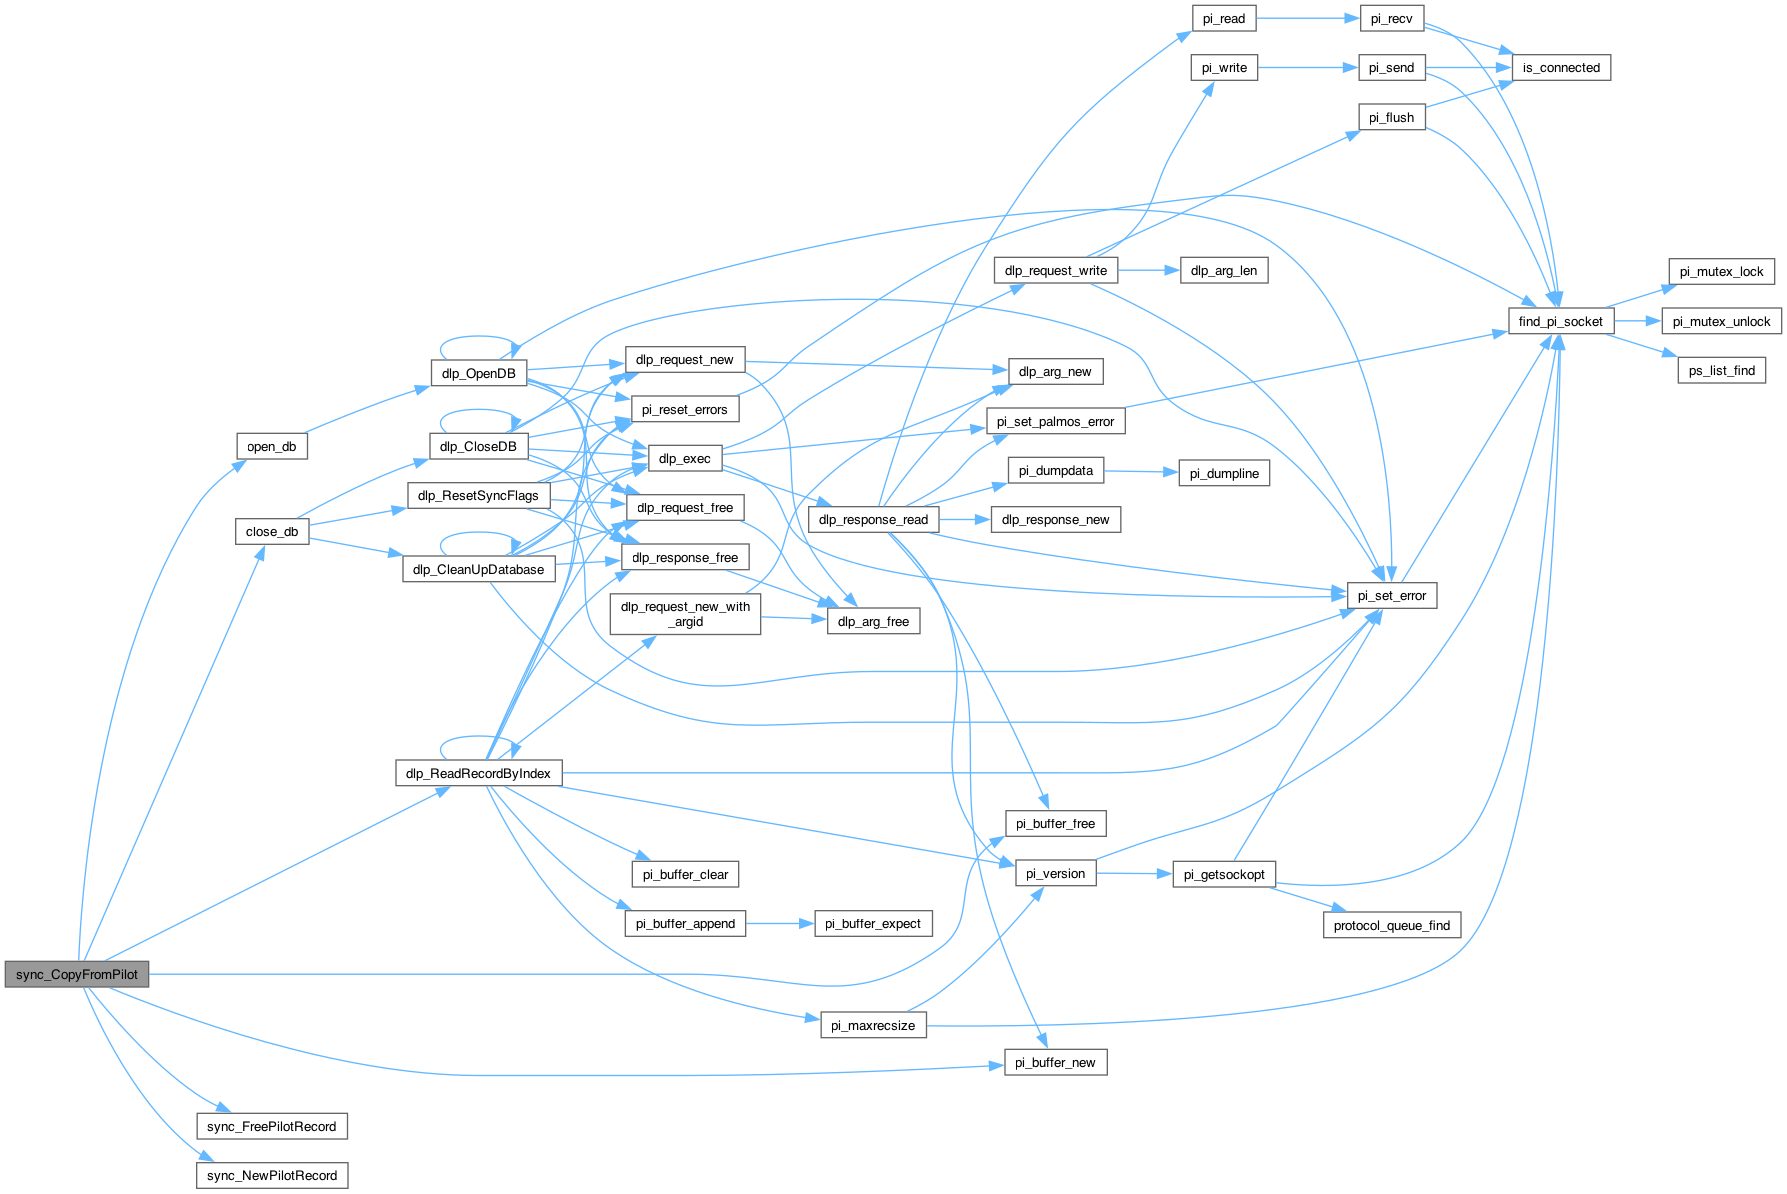 pi_read
pi_recv
pi_write
pi_send
is_connected
pi_flush
dlp_request_write
dlp_arg_len
pi_mutex_lock
find_pi_socket
pi_mutex_unlock
ps_list_find
dlp_OpenDB
dlp_request_new
dlp_arg_new
pi_reset_errors
pi_set_palmos_error
open_db
dlp_CloseDB
dlp_exec
pi_dumpdata
pi_dumpline
dlp_ResetSyncFlags
dlp_request_free
close_db
dlp_response_read
dlp_response_new
dlp_CleanUpDatabase
dlp_response_free
pi_set_error
dlp_request_new_with
_argid
dlp_arg_free
dlp_ReadRecordByIndex
pi_buffer_free
pi_buffer_clear
pi_version
pi_getsockopt
pi_buffer_append
pi_buffer_expect
protocol_queue_find
sync_CopyFromPilot
pi_maxrecsize
pi_buffer_new
sync_FreePilotRecord
sync_NewPilotRecord